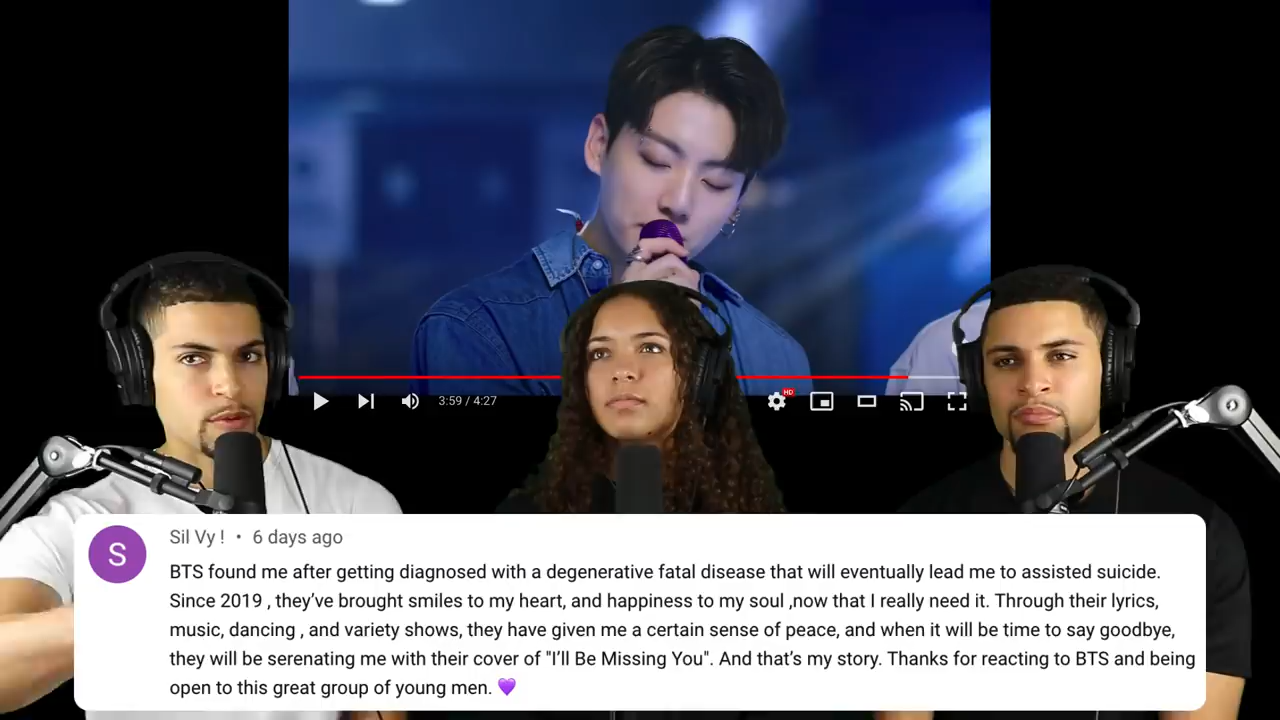 HD
3:59 / 4:27
S
Sil Vy ! • 6 days ago
BTS found me after getting diagnosed with a degenerative fatal disease that will eventually lead me to assisted suicide.
Since 2019 , they’ve brought smiles to my heart, and happiness to my soul ,now that I really need it. Through their lyrics,
music, dancing , and variety shows, they have given me a certain sense of peace, and when it will be time to say goodbye,
they will be serenating me with their cover of "I’ll Be Missing You". And that’s my story. Thanks for reacting to BTS and being
open to this great group of young men. 💜